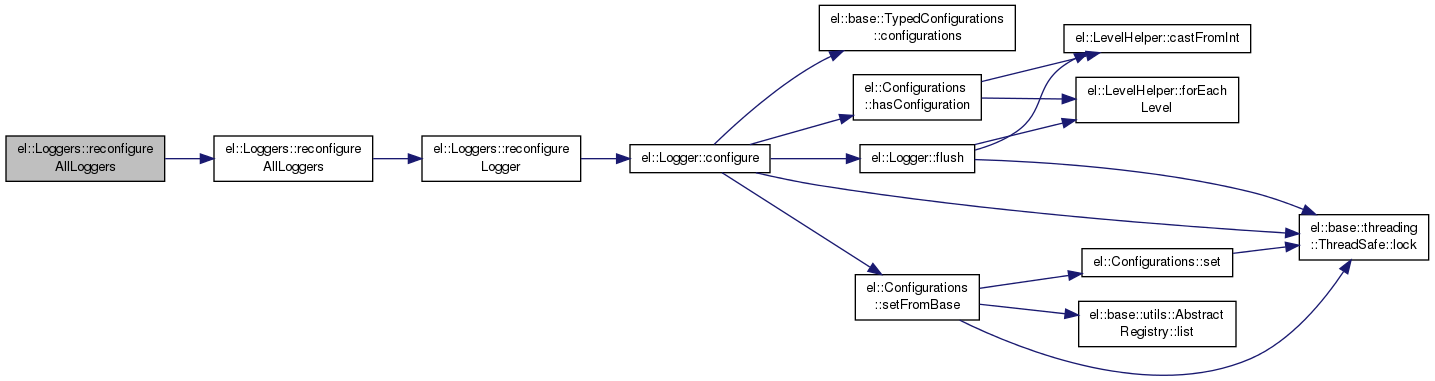 el::Loggers::reconfigure
AllLoggers
el::Loggers::reconfigure
AllLoggers
el::Loggers::reconfigure
Logger
el::Logger::configure
el::base::TypedConfigurations
::configurations
el::Configurations
::hasConfiguration
el::Logger::flush
el::Configurations
::setFromBase
el::LevelHelper::castFromInt
el::LevelHelper::forEach
Level
el::Configurations::set
el::base::utils::Abstract
Registry::list
el::base::threading
::ThreadSafe::lock